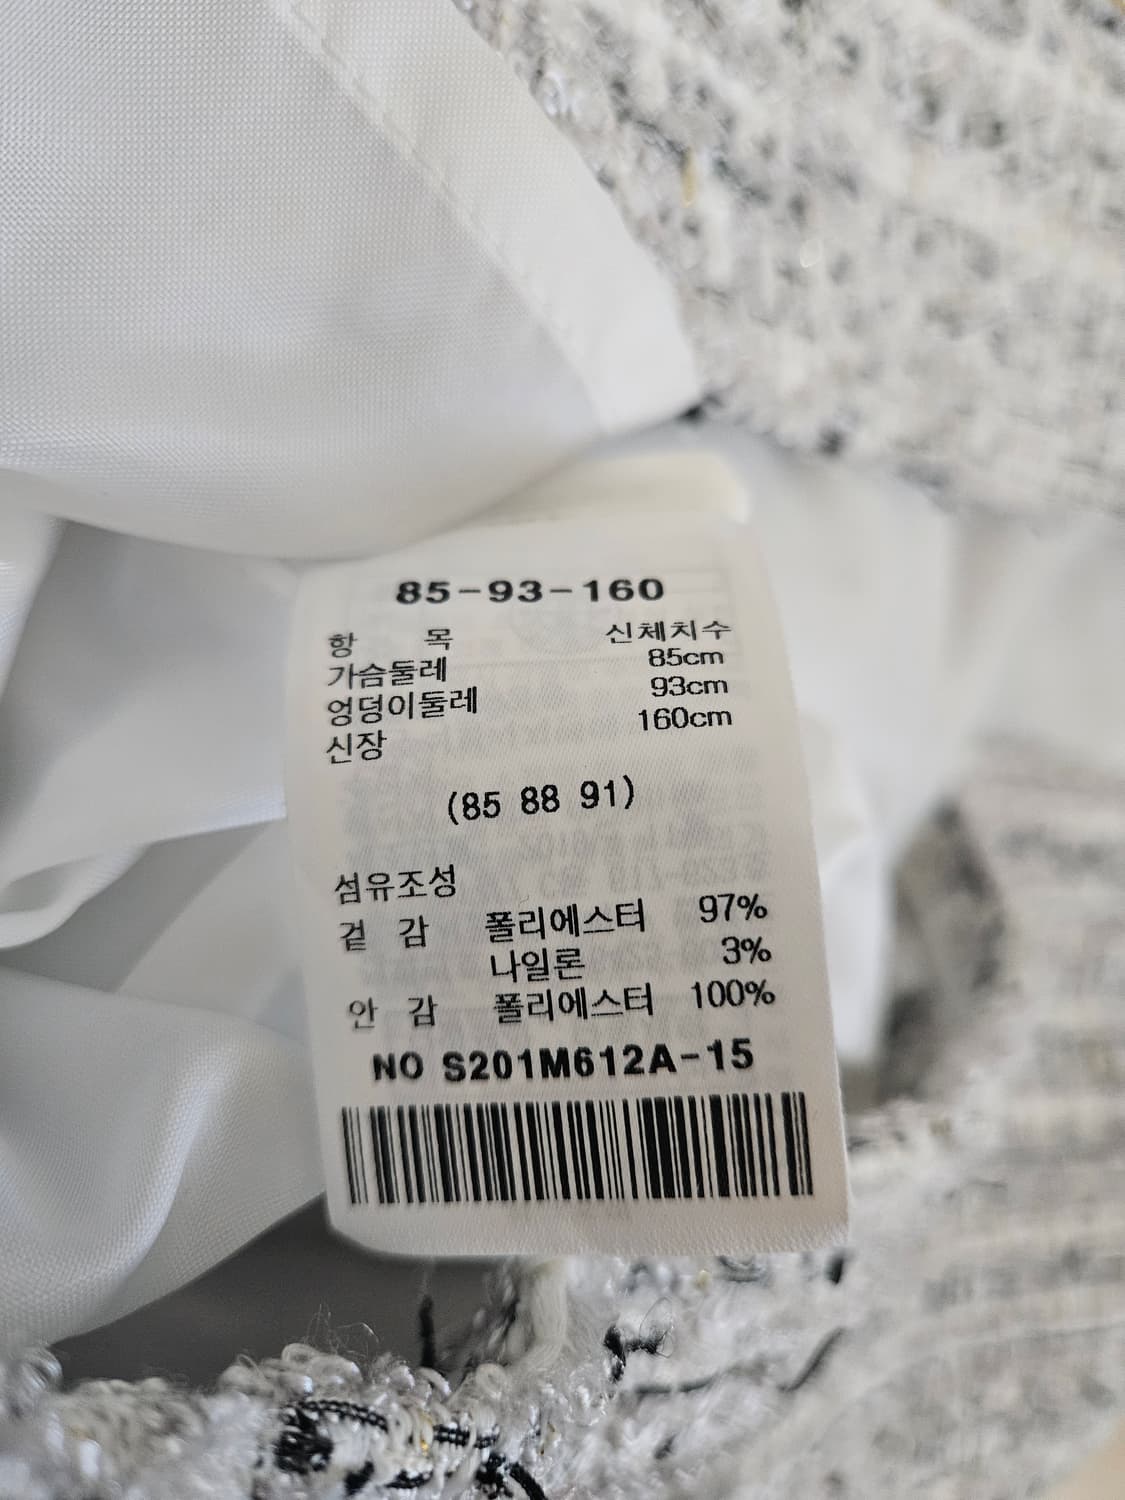 85-93-160
항 목 신체치수
가슴둘레 85cm
엉덩이둘레 93cm
신장 160cm
(85 88 91)
섬유조성
겉 감 폴리에스터 97%
나일론 3%
안 감 폴리에스터 100%
NO S201M612A-15